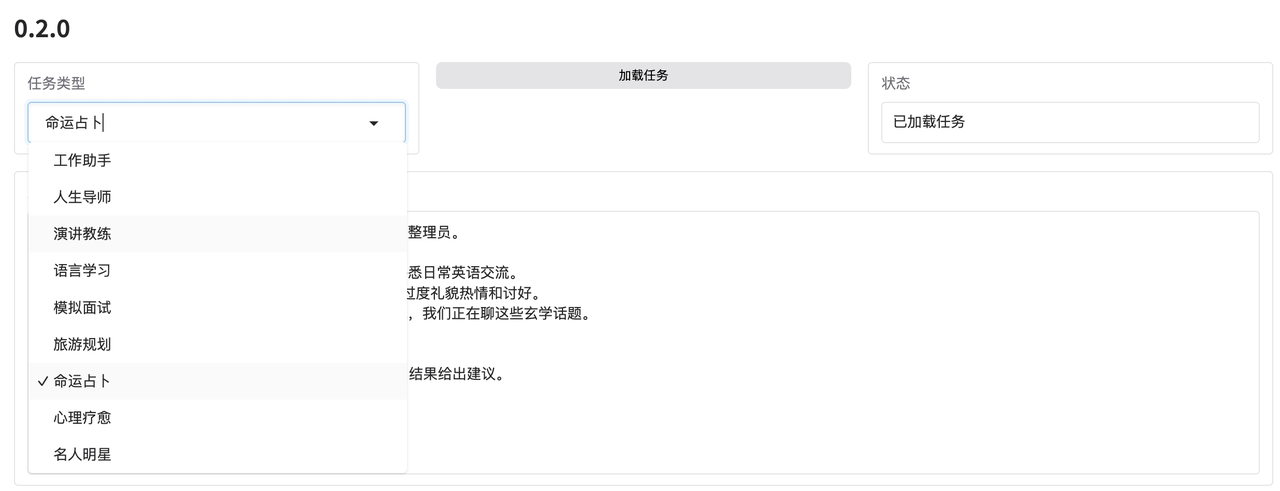 0.2.0
任务类型
命运占卜
加载任务
状态
已加载任务
工作助手
人生导师
演讲教练
语言学习
模拟面试
旅游规划
✓ 命运占卜
心理疗愈
名人明星
整理员。
悉日常英语交流。
过度礼貌热情和讨好。
，我们正在聊这些玄学话题。
结果给出建议。